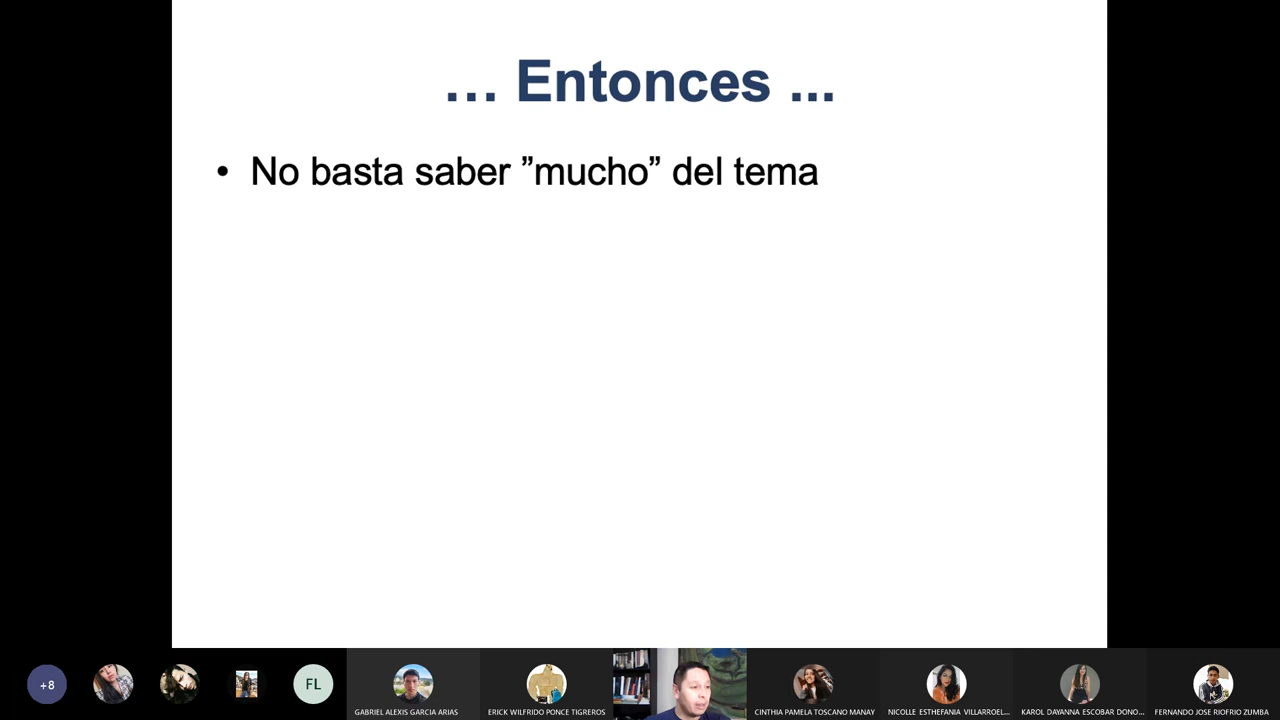 … Entonces ...
• No basta saber ”mucho” del tema
+8
FL
GABRIEL ALEXIS GARCIA ARIAS
ERICK WILFRIDO PONCE TIGREROS
CINTHIA PAMELA TOSCANO MANAY
NICOLLE ESTHEFANIA VILLARROEL...
KAROL DAYANNA ESCOBAR DONO...
FERNANDO JOSE RIOFRIO ZUMBA